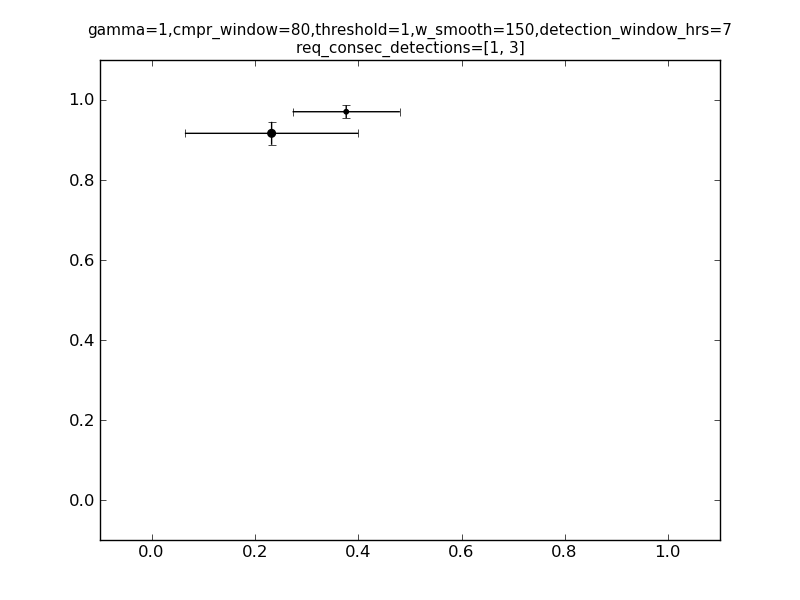 gamma=1,cmpr_window=80,threshold=1,w_smooth=150,detection_window_hrs=7
req_consec_detections=[1, 3]
1.0
0.8
0.6
0.4
0.2
0.0
0.0 0.2 0.4 0.6 0.8 1.0